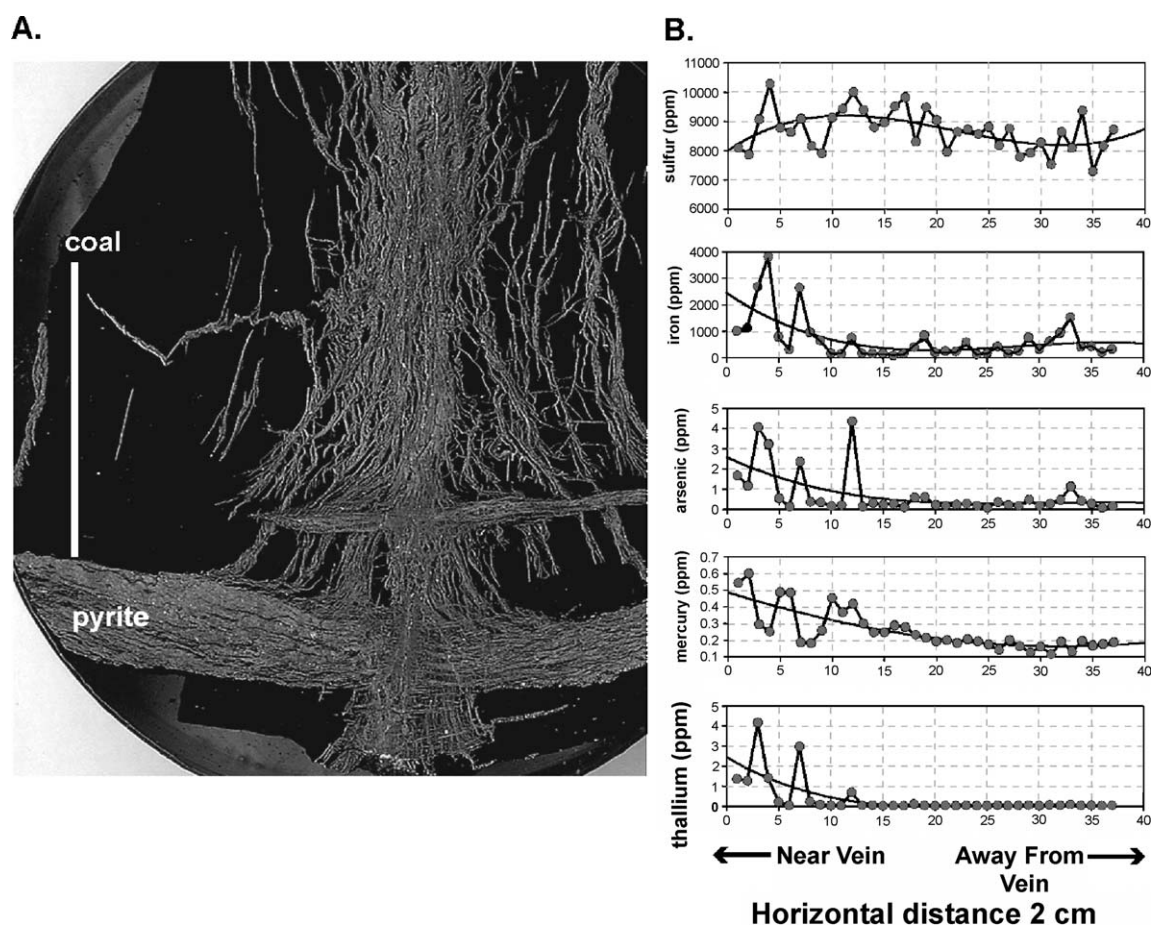 A.
coal
pyrite
B.
sulfur (ppm)
11000
10000
9000
8000
7000
6000
0 5 10 15 20 25 30 35 40
iron (ppm)
4000
3000
2000
1000
0
0 5 10 15 20 25 30 35 40
arsenic (ppm)
5
4
3
2
1
0
0 5 10 15 20 25 30 35 40
mercury (ppm)
0.7
0.6
0.5
0.4
0.3
0.2
0.1
0 5 10 15 20 25 30 35 40
thallium (ppm)
5
4
3
2
1
0
0 5 10 15 20 25 30 35 40
Near Vein
Away From
Vein
Horizontal distance 2 cm